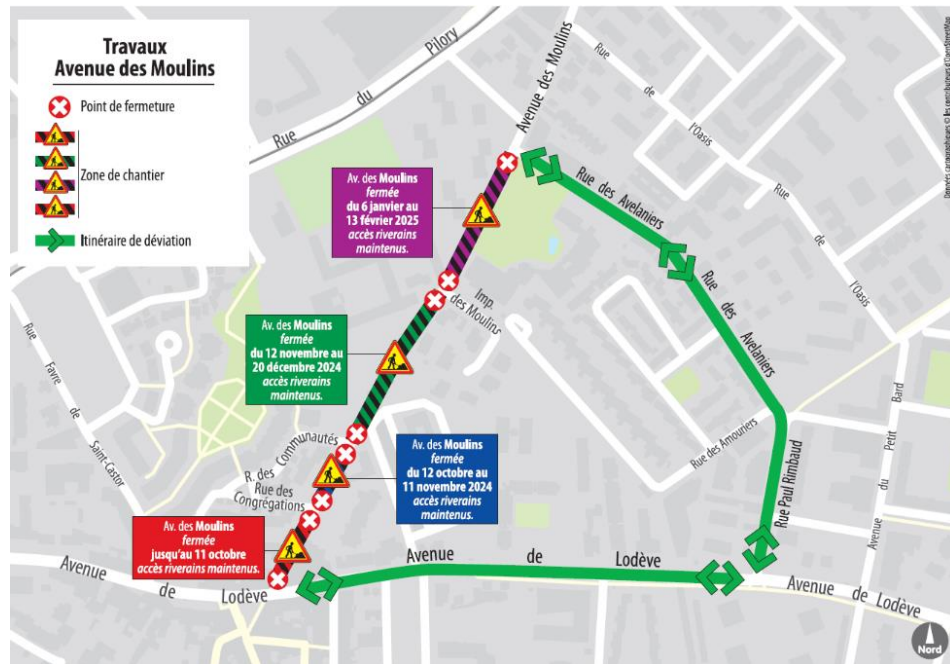 Travaux
Avenue des Moulins
Point de fermeture
Zone de chantier
Itinéraire de déviation
Rue du Pilory
Avenue des Moulins
Rue de l'Oasis
Rue de l'Oasis
Données cartographiques © les contributeurs d'OpenStreetMap
Av. des Moulins
fermée
du 6 janvier au
13 février 2025
accès riverains
maintenus.
Rue des Avelaniers
Rue des Avelaniers
Imp.
des Moulins
Av. des Moulins
fermée
du 12 novembre au
20 décembre 2024
accès riverains
maintenus.
Rue Favre de Saint-Castor
R. des Communautés
Rue des
Congrégations
Av. des Moulins
fermée
du 12 octobre au
11 novembre 2024
accès riverains
maintenus.
Rue des Amouriers
Rue Paul Rimbaud
Avenue du Petit Bard
Av. des Moulins
fermée
jusqu'au 11 octobre
accès riverains maintenus.
Avenue de Lodève
Avenue de Lodève
Avenue de Lodève
Nord